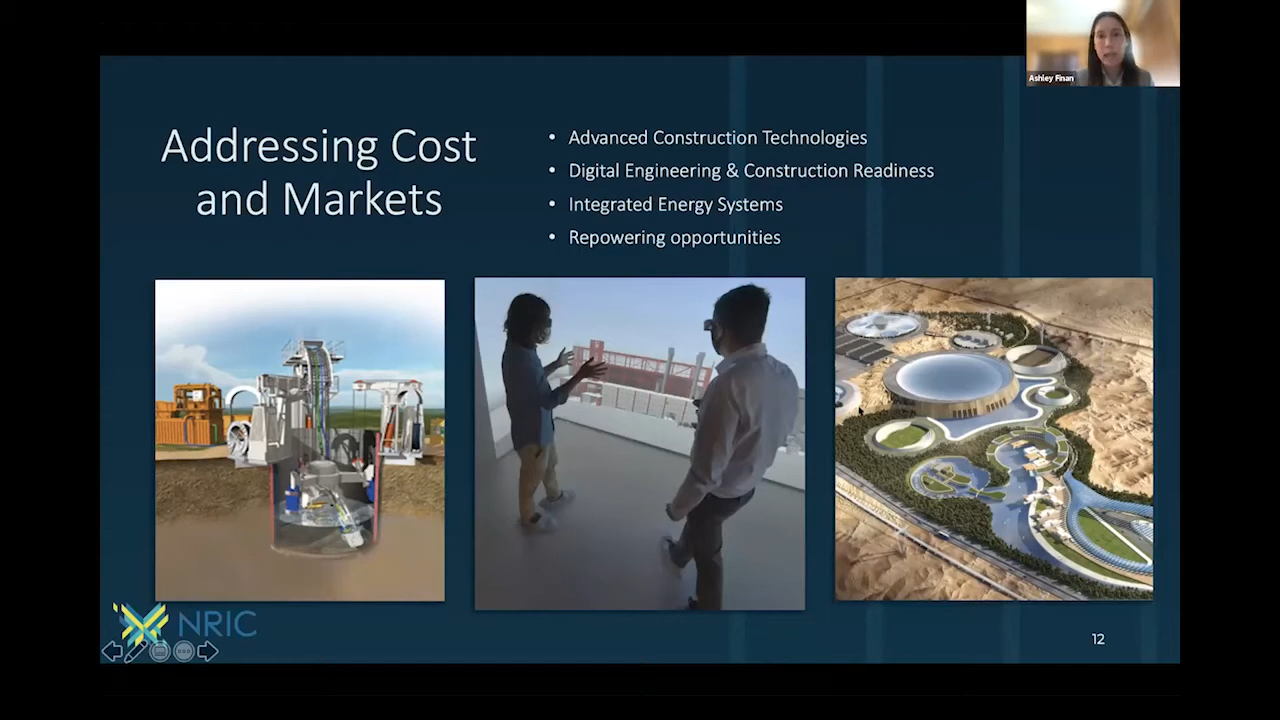 Ashley Finan
Addressing Cost
and Markets
• Advanced Construction Technologies
• Digital Engineering & Construction Readiness
• Integrated Energy Systems
• Repowering opportunities
NRIC
12